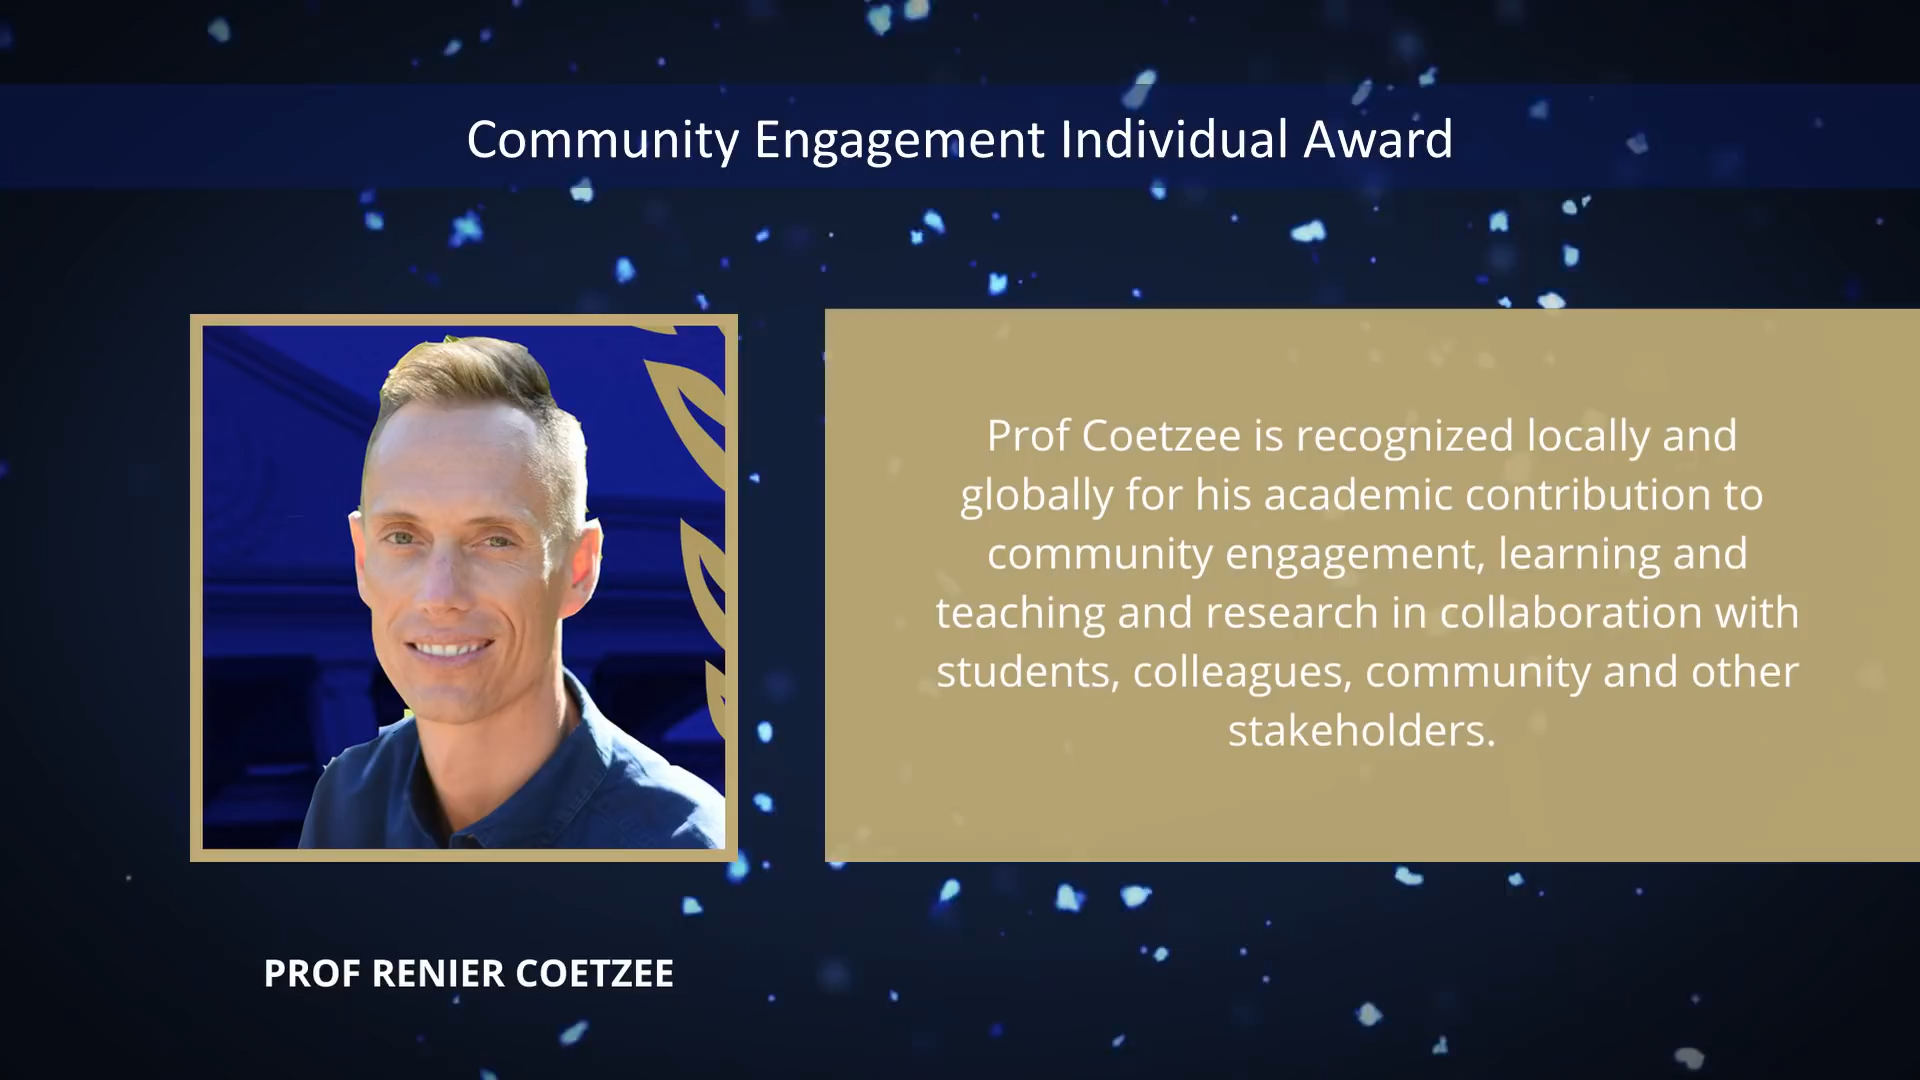 Community Engagement Individual Award
Prof Coetzee is recognized locally and
globally for his academic contribution to
community engagement, learning and
teaching and research in collaboration with
students, colleagues, community and other
stakeholders.
PROF RENIER COETZEE